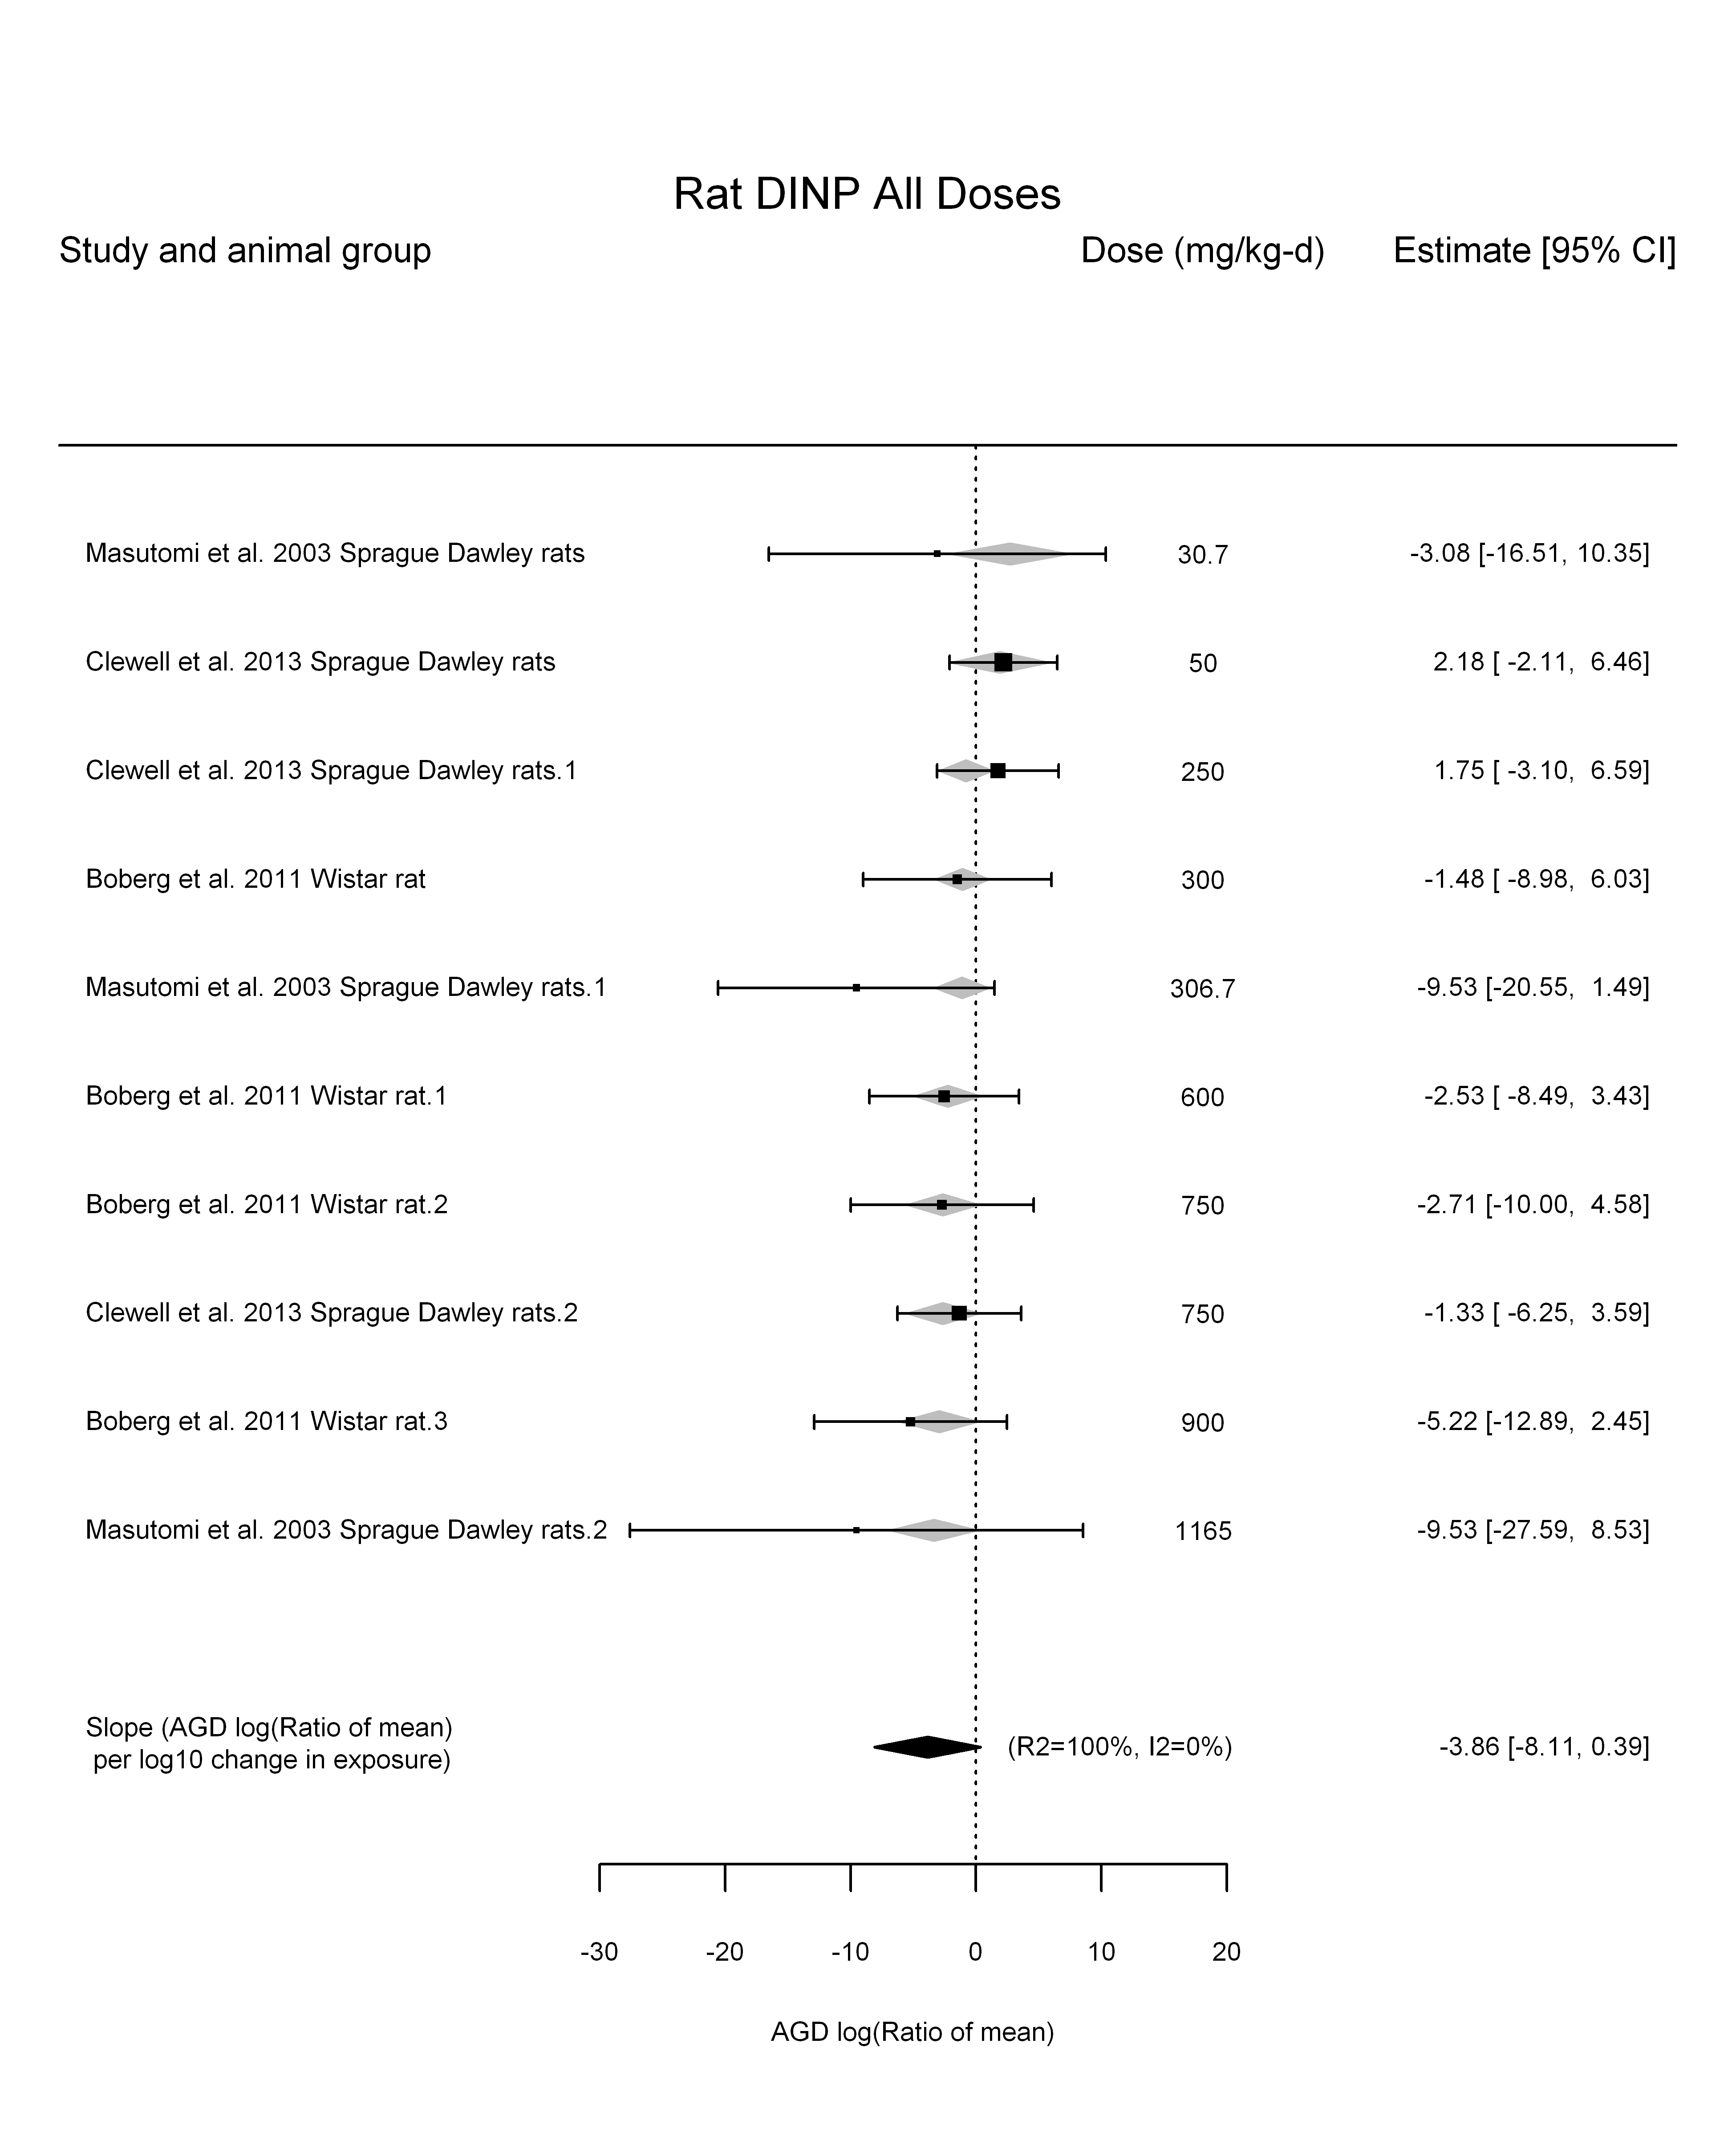 Rat DINP All Doses
Study and animal group Dose (mg/kg-d) Estimate [95% CI]
Masutomi et al. 2003 Sprague Dawley rats 30.7 -3.08 [-16.51, 10.35]
Clewell et al. 2013 Sprague Dawley rats 50 2.18 [ -2.11, 6.46]
Clewell et al. 2013 Sprague Dawley rats.1 250 1.75 [ -3.10, 6.59]
Boberg et al. 2011 Wistar rat 300 -1.48 [ -8.98, 6.03]
Masutomi et al. 2003 Sprague Dawley rats.1 306.7 -9.53 [-20.55, 1.49]
Boberg et al. 2011 Wistar rat.1 600 -2.53 [ -8.49, 3.43]
Boberg et al. 2011 Wistar rat.2 750 -2.71 [-10.00, 4.58]
Clewell et al. 2013 Sprague Dawley rats.2 750 -1.33 [ -6.25, 3.59]
Boberg et al. 2011 Wistar rat.3 900 -5.22 [-12.89, 2.45]
Masutomi et al. 2003 Sprague Dawley rats.2 1165 -9.53 [-27.59, 8.53]
Slope (AGD log(Ratio of mean)
per log10 change in exposure) (R2=100%, I2=0%) -3.86 [-8.11, 0.39]
-30 -20 -10 0 10 20
AGD log(Ratio of mean)